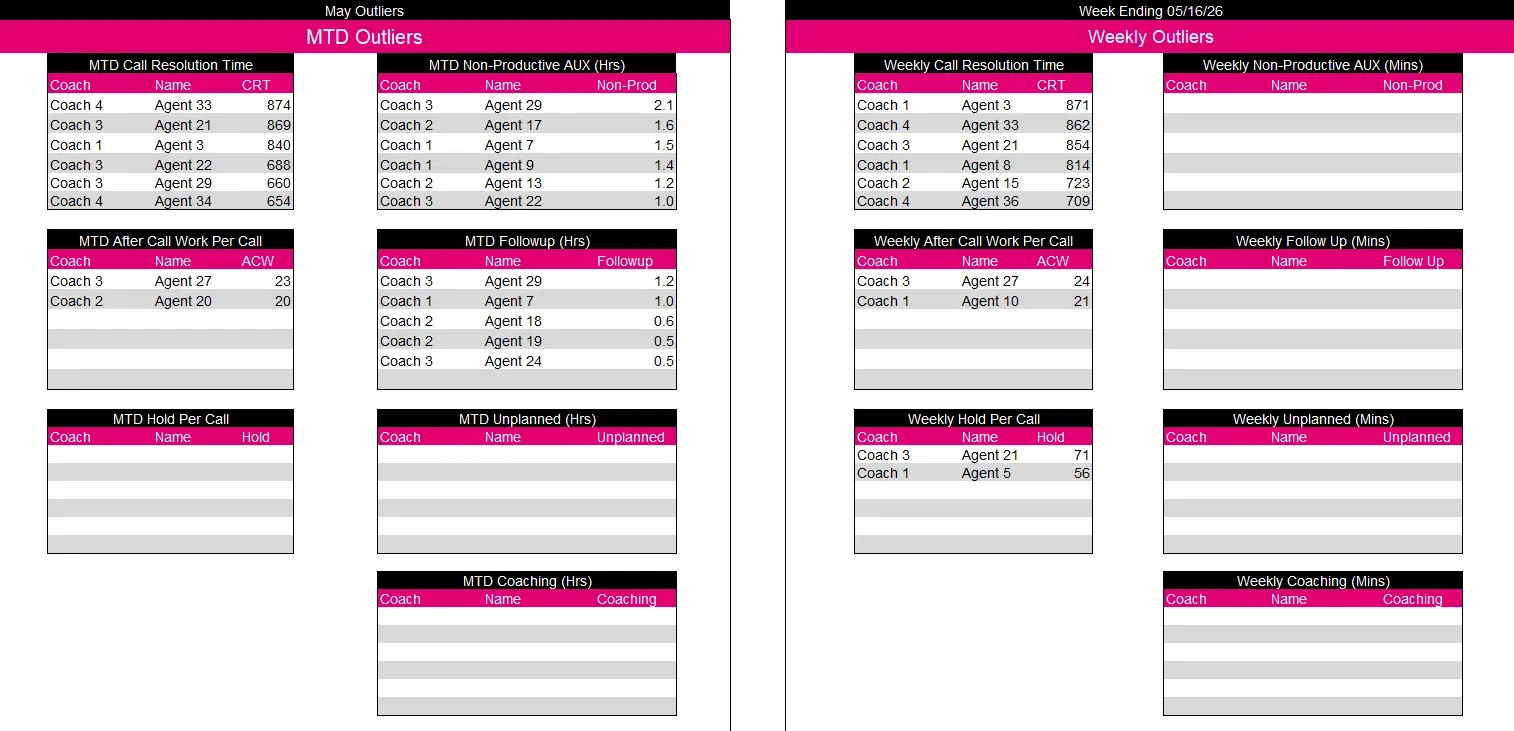 May Outliers
MTD Outliers
MTD Call Resolution Time
Coach Name CRT
Coach 4 Agent 33 874
Coach 3 Agent 21 869
Coach 1 Agent 3 840
Coach 3 Agent 22 688
Coach 3 Agent 29 660
Coach 4 Agent 34 654
MTD Non-Productive AUX (Hrs)
Coach Name Non-Prod
Coach 3 Agent 29 2.1
Coach 2 Agent 17 1.6
Coach 1 Agent 7 1.5
Coach 1 Agent 9 1.4
Coach 2 Agent 13 1.2
Coach 3 Agent 22 1.0
MTD After Call Work Per Call
Coach Name ACW
Coach 3 Agent 27 23
Coach 2 Agent 20 20
MTD Followup (Hrs)
Coach Name Followup
Coach 3 Agent 29 1.2
Coach 1 Agent 7 1.0
Coach 2 Agent 18 0.6
Coach 2 Agent 19 0.5
Coach 3 Agent 24 0.5
MTD Hold Per Call
Coach Name Hold
MTD Unplanned (Hrs)
Coach Name Unplanned
MTD Coaching (Hrs)
Coach Name Coaching
Week Ending 05/16/26
Weekly Outliers
Weekly Call Resolution Time
Coach Name CRT
Coach 1 Agent 3 871
Coach 4 Agent 33 862
Coach 3 Agent 21 854
Coach 1 Agent 8 814
Coach 2 Agent 15 723
Coach 4 Agent 36 709
Weekly Non-Productive AUX (Mins)
Coach Name Non-Prod
Weekly After Call Work Per Call
Coach Name ACW
Coach 3 Agent 27 24
Coach 1 Agent 10 21
Weekly Follow Up (Mins)
Coach Name Follow Up
Weekly Hold Per Call
Coach Name Hold
Coach 3 Agent 21 71
Coach 1 Agent 5 56
Weekly Unplanned (Mins)
Coach Name Unplanned
Weekly Coaching (Mins)
Coach Name Coaching